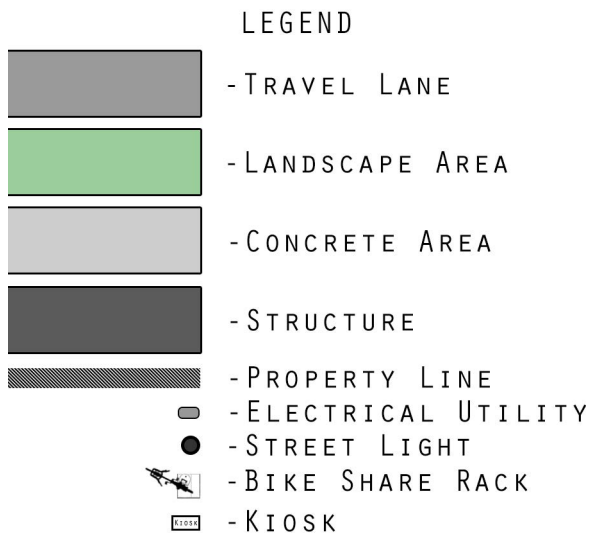 LEGEND
- TRAVEL LANE
- LANDSCAPE AREA
- CONCRETE AREA
- STRUCTURE
- PROPERTY LINE
- ELECTRICAL UTILITY
- STREET LIGHT
- BIKE SHARE RACK
KIOSK - KIOSK